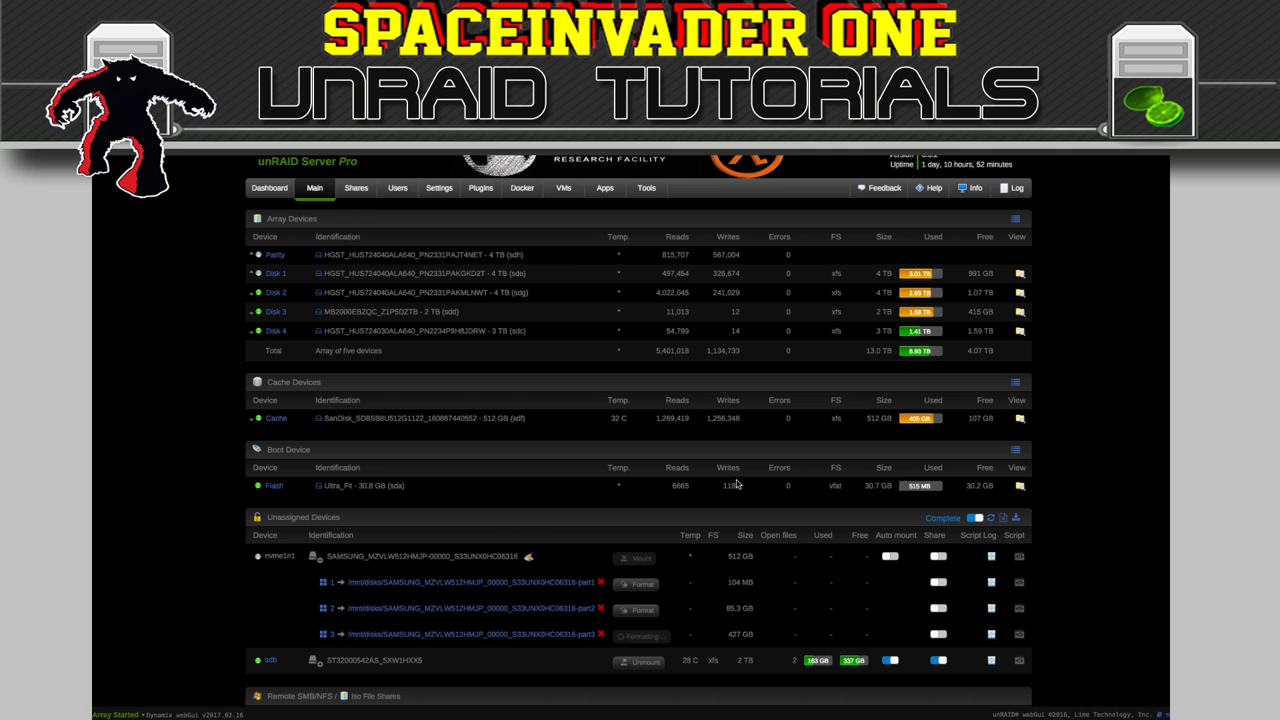 SPACEINVADER ONE
UNRAID TUTORIALS
unRAID Server Pro
RESEARCH FACILITY
Uptime 1 day, 10 hours, 52 minutes
Dashboard Main Shares Users Settings Plugins Docker VMs Apps Tools Feedback Help Info Log
Array Devices
Device Identification Temp. Reads Writes Errors FS Size Used Free View
Parity HGST_HUS724040ALA640_PN2331PAJT4NET - 4 TB (sdh) * 815,707 567,004 0
Disk 1 HGST_HUS724040ALA640_PN2331PAKGKD2T - 4 TB (sde) * 497,454 326,674 0 xfs 4 TB 3.01 TB 991 GB
Disk 2 HGST_HUS724040ALA640_PN2331PAKMLNWT - 4 TB (sdg) * 4,022,045 241,029 0 xfs 4 TB 2.93 TB 1.07 TB
Disk 3 MB2000EBZQC_Z1P5DZTB - 2 TB (sdd) * 11,013 12 0 xfs 2 TB 1.58 TB 415 GB
Disk 4 HGST_HUS724030ALA640_PN2234P9H8JDRW - 3 TB (sdc) * 54,799 14 0 xfs 3 TB 1.41 TB 1.59 TB
Total Array of five devices * 5,401,018 1,134,733 0 13.0 TB 8.93 TB 4.07 TB
Cache Devices
Device Identification Temp. Reads Writes Errors FS Size Used Free View
Cache SanDisk_SD8SB8U512G1122_160867440552 - 512 GB (sdf) 32 C 1,269,419 1,256,348 0 xfs 512 GB 405 GB 107 GB
Boot Device
Device Identification Temp. Reads Writes Errors FS Size Used Free View
Flash Ultra_Fit - 30.8 GB (sda) * 6665 0 vfat 30.7 GB 515 MB 30.2 GB
Unassigned Devices Complete
Device Identification Temp FS Size Open files Used Free Auto mount Share Script Log Script
nvme1n1 SAMSUNG_MZVLW512HMJP-00000_S33UNX0HC06316 Mount * 512 GB - - - -
1 /mnt/disks/SAMSUNG_MZVLW512HMJP_00000_S33UNX0HC06316-part1 Format 104 MB - - -
2 /mnt/disks/SAMSUNG_MZVLW512HMJP_00000_S33UNX0HC06316-part2 Format 85.3 GB - - -
3 /mnt/disks/SAMSUNG_MZVLW512HMJP_00000_S33UNX0HC06316-part3 Formating... 427 GB - - -
sdb ST32000542AS_5XW1HXX5 Unmount 28 C xfs 2 TB 2 163 GB 337 GB
Remote SMB/NFS / Iso File Shares
Array Started • Dynamix webGui v2017.02.16 unRAID® webGui ©2016, Lime Technology, Inc.